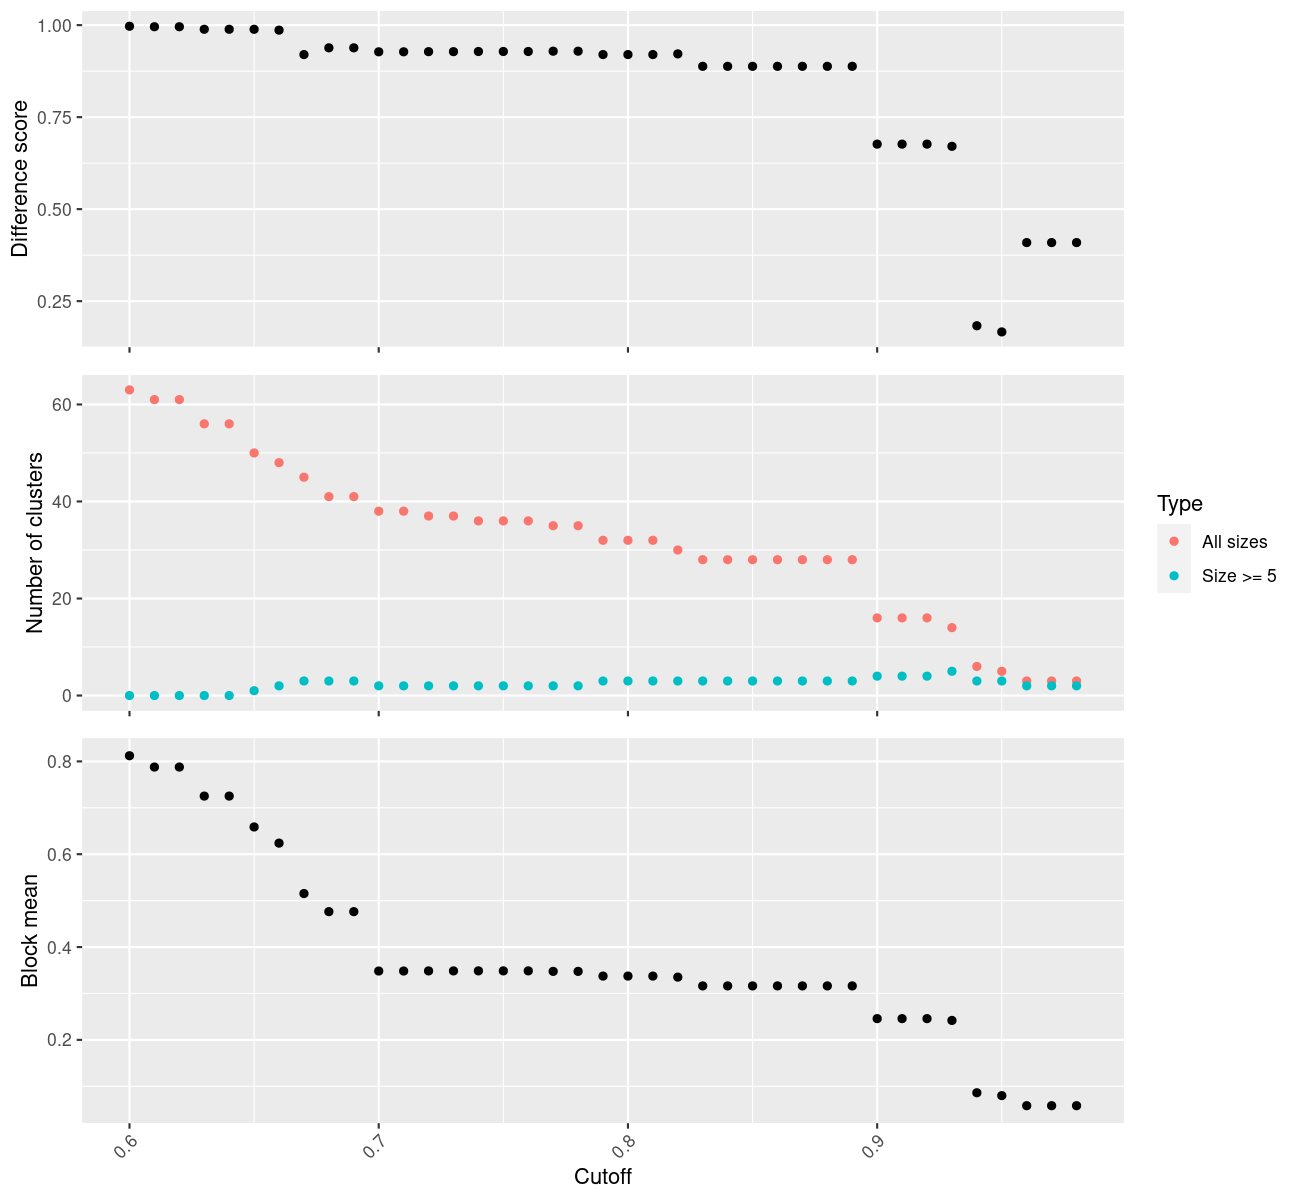 Difference score
1.00
0.75
0.50
0.25
Number of clusters
60
40
20
0
Type
All sizes
Size >= 5
Block mean
0.8
0.6
0.4
0.2
0.6 0.7 0.8 0.9
Cutoff